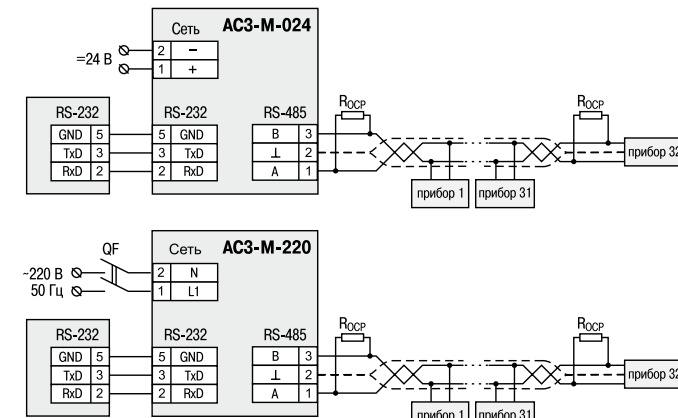 Сеть АС3-М-024
=24 В
2 –
1 +
RS-232 RS-232 RS-485
GND 5 5 GND B 3
TxD 3 3 TxD ⊥ 2
RxD 2 2 RxD A 1
RОСР RОСР
прибор 1 прибор 31 прибор 32
QF Сеть АС3-М-220
~220 В
50 Гц
2 N
1 L1
RS-232 RS-232 RS-485
GND 5 5 GND B 3
TxD 3 3 TxD ⊥ 2
RxD 2 2 RxD A 1
RОСР RОСР
прибор 1 прибор 31 прибор 32